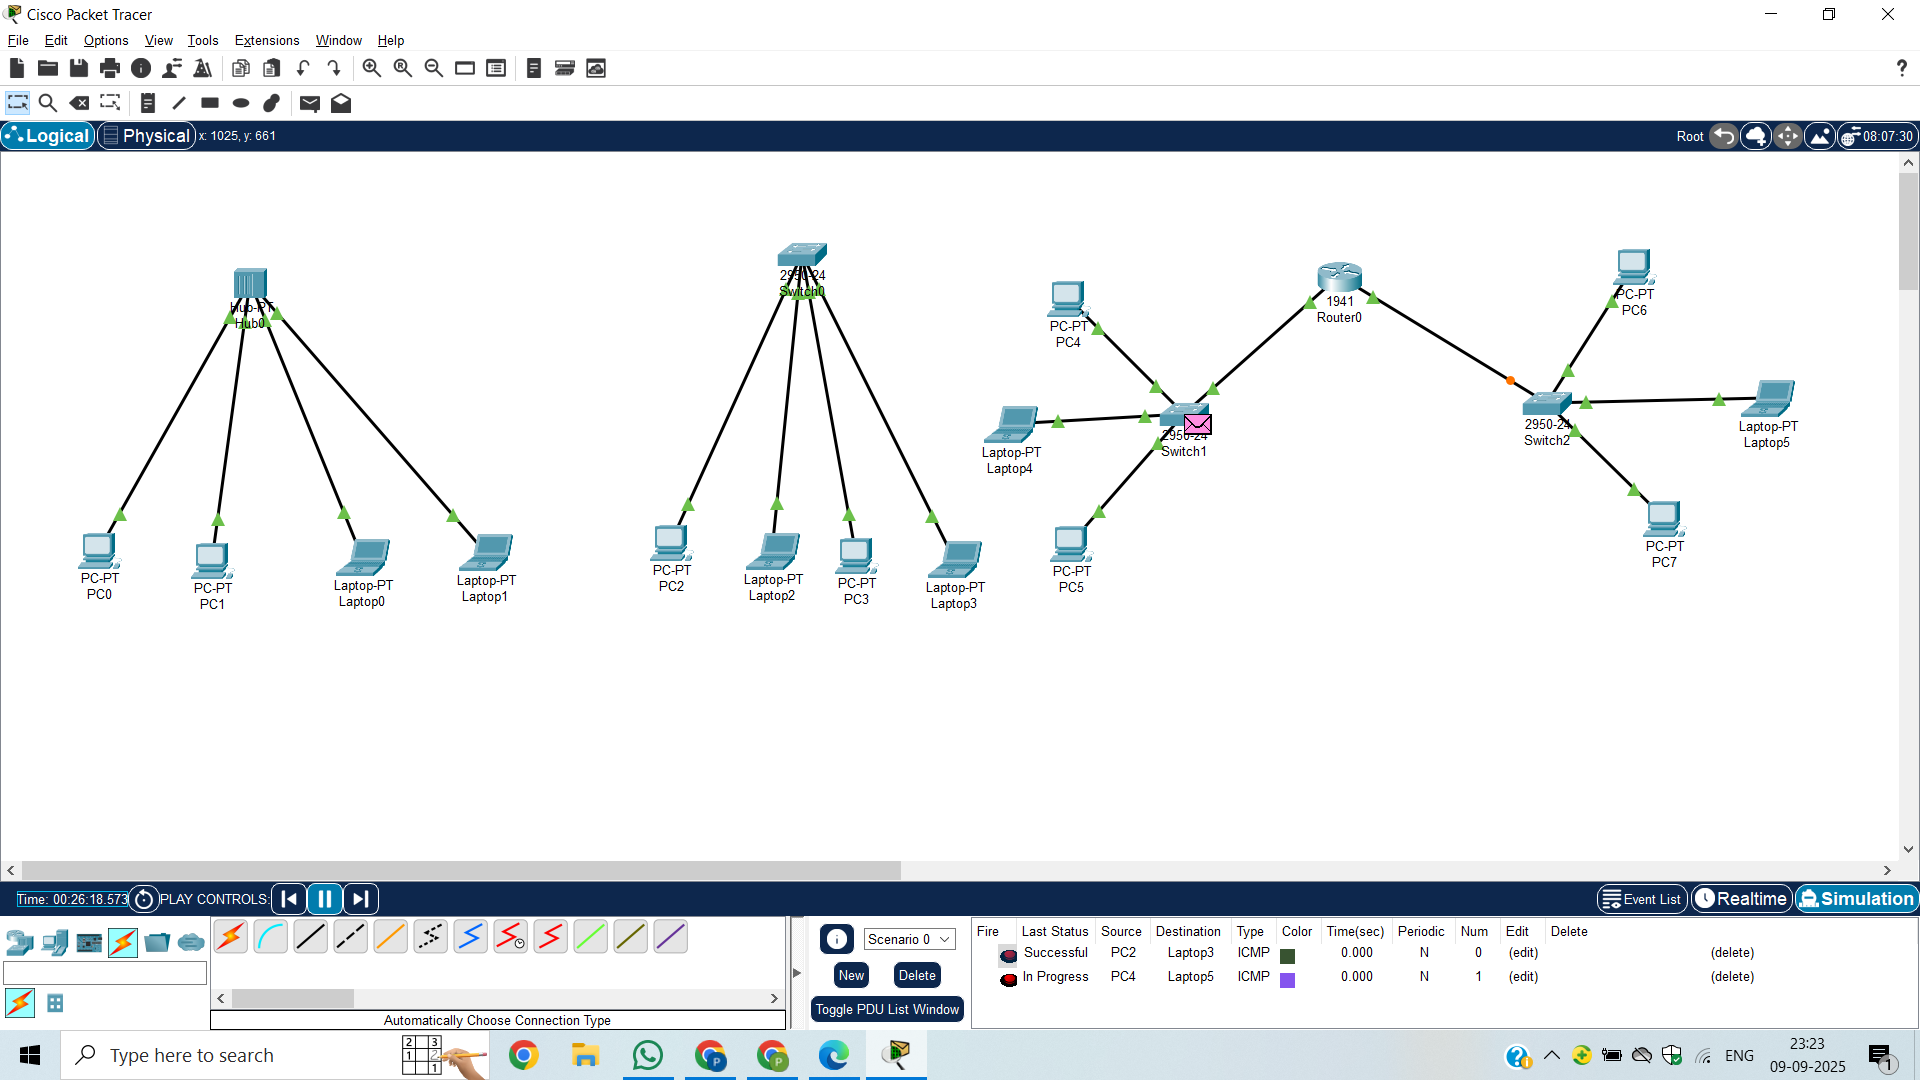 Cisco Packet Tracer
File Edit Options View Tools Extensions Window Help
?
Logical Physical x: 1025, y: 661 Root 08:07:30
Hub-PT
Hub0
PC-PT
PC0
PC-PT
PC1
Laptop-PT
Laptop0
Laptop-PT
Laptop1
2950-24
Switch0
PC-PT
PC2
Laptop-PT
Laptop2
PC-PT
PC3
Laptop-PT
Laptop3
PC-PT
PC4
Laptop-PT
Laptop4
PC-PT
PC5
2950-24
Switch1
1941
Router0
2950-24
Switch2
PC-PT
PC6
Laptop-PT
Laptop5
PC-PT
PC7
Time: 00:26:18.573 PLAY CONTROLS: Event List Realtime Simulation
Automatically Choose Connection Type
Scenario 0
New Delete
Toggle PDU List Window
Fire Last Status Source Destination Type Color Time(sec) Periodic Num Edit Delete
Successful PC2 Laptop3 ICMP 0.000 N 0 (edit) (delete)
In Progress PC4 Laptop5 ICMP 0.000 N 1 (edit) (delete)
Type here to search
ENG
23:23
09-09-2025
1